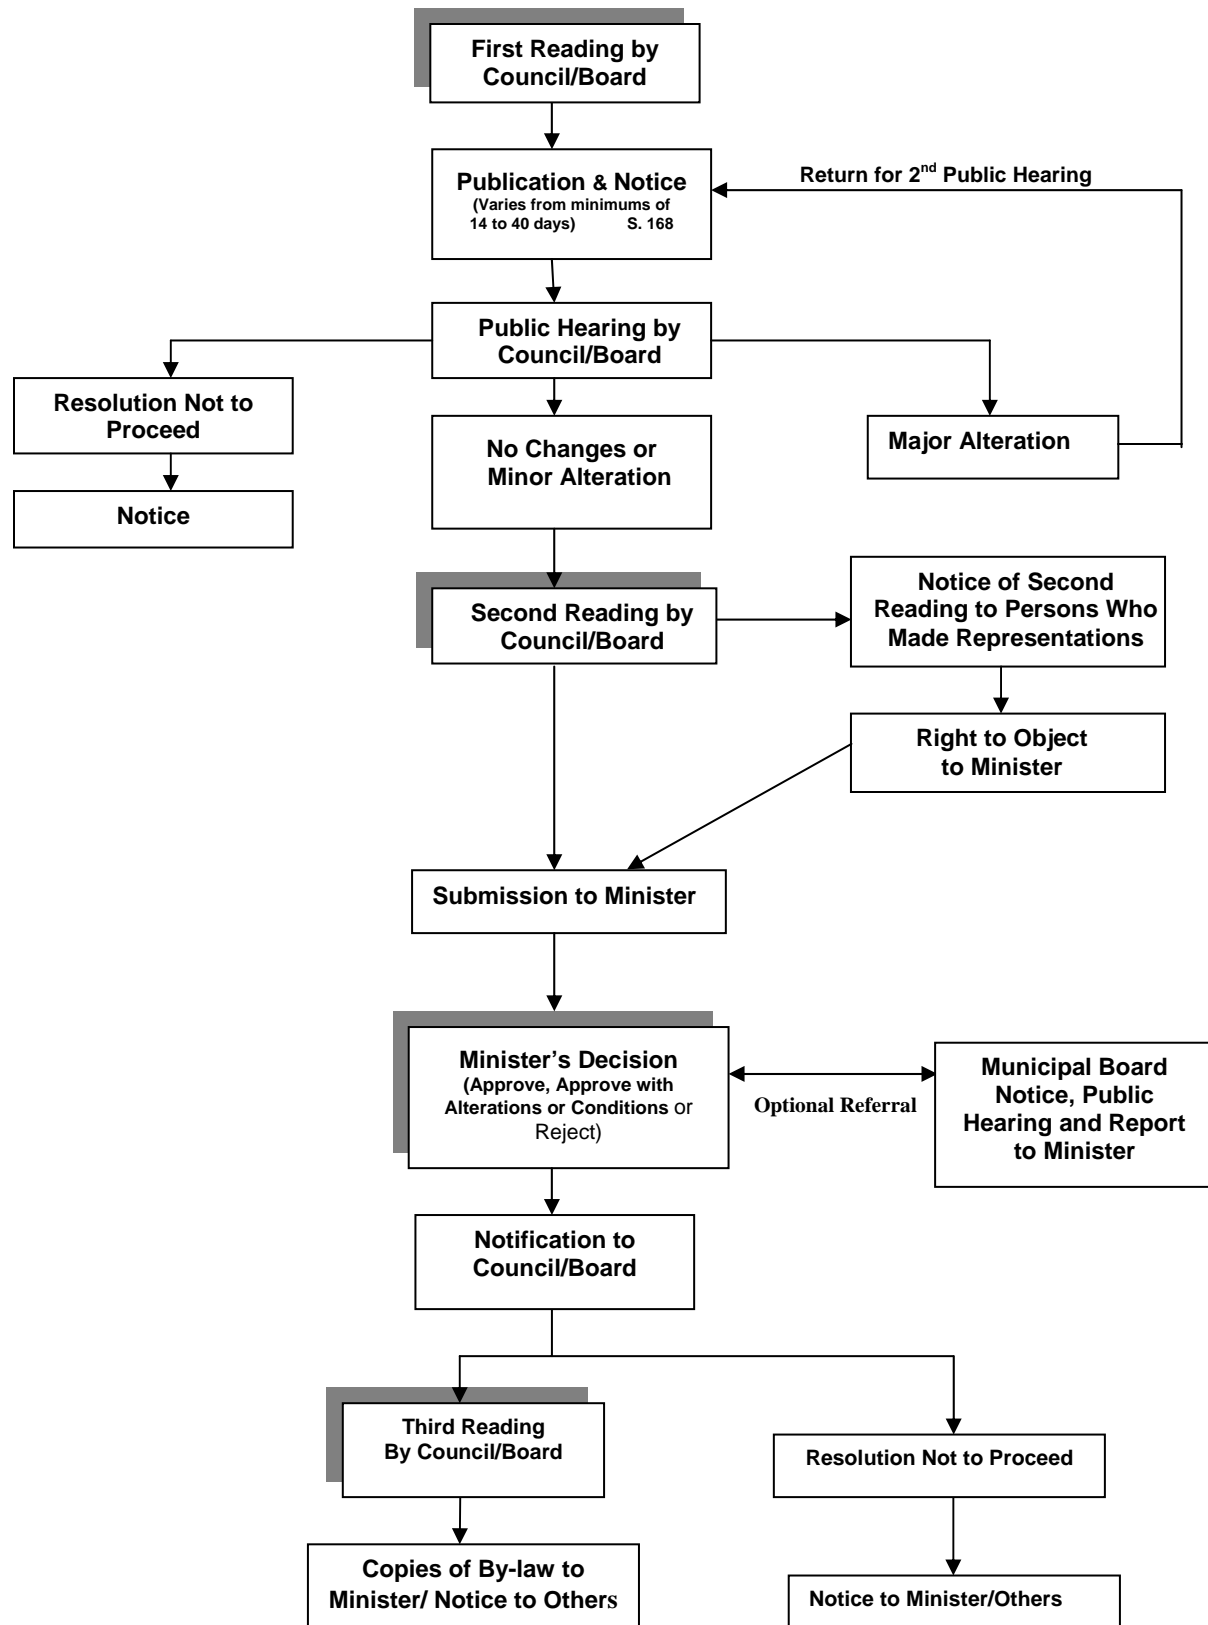 First Reading by
Council/Board
Publication & Notice
(Varies from minimums of
14 to 40 days) S. 168
Return for 2nd Public Hearing
Public Hearing by
Council/Board
Resolution Not to
Proceed
Notice
No Changes or
Minor Alteration
Major Alteration
Second Reading by
Council/Board
Notice of Second
Reading to Persons Who
Made Representations
Right to Object
to Minister
Submission to Minister
Minister’s Decision
(Approve, Approve with
Alterations or Conditions or
Reject)
Optional Referral
Municipal Board
Notice, Public
Hearing and Report
to Minister
Notification to
Council/Board
Third Reading
By Council/Board
Resolution Not to Proceed
Copies of By-law to
Minister/ Notice to Others
Notice to Minister/Others